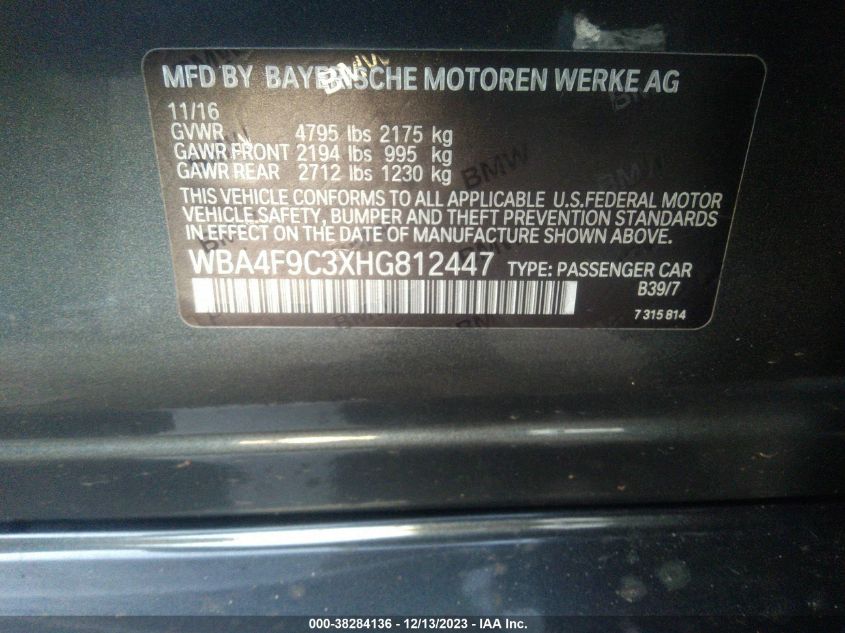 MFD BY BAYERISCHE MOTOREN WERKE AG
11/16
GVWR 4795 lbs 2175 kg
GAWR FRONT 2194 lbs 995 kg
GAWR REAR 2712 lbs 1230 kg
THIS VEHICLE CONFORMS TO ALL APPLICABLE U.S.FEDERAL MOTOR
VEHICLE SAFETY, BUMPER AND THEFT PREVENTION STANDARDS
IN EFFECT ON THE DATE OF MANUFACTURE SHOWN ABOVE.
WBA4F9C3XHG812447 TYPE: PASSENGER CAR
B39/7
7 315 814
000-38284136 - 12/13/2023 - IAA Inc.